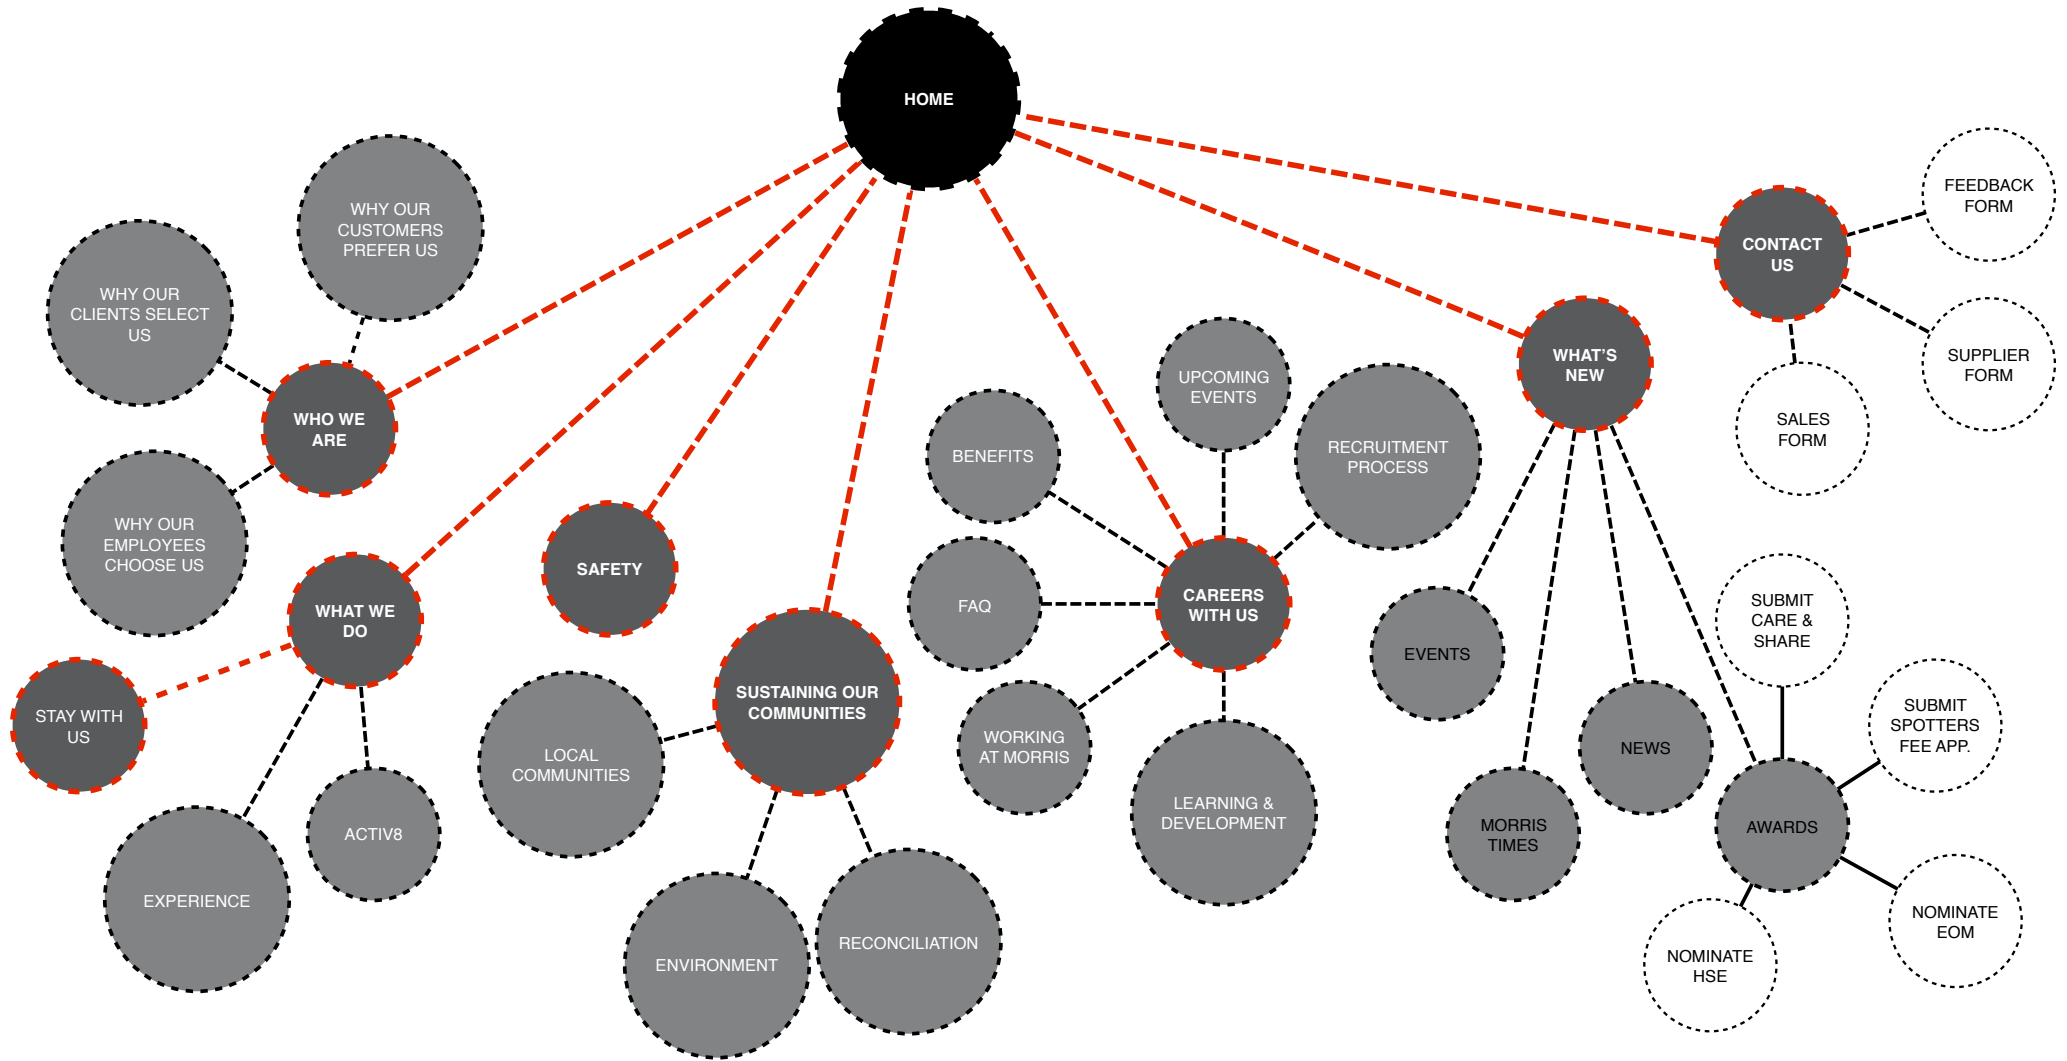 HOME
WHY OUR
CUSTOMERS
PREFER US
WHY OUR
CLIENTS SELECT
US
WHO WE
ARE
WHY OUR
EMPLOYEES
CHOOSE US
WHAT WE
DO
STAY WITH
US
EXPERIENCE
ACTIV8
SAFETY
SUSTAINING OUR
COMMUNITIES
LOCAL
COMMUNITIES
ENVIRONMENT
RECONCILIATION
CAREERS
WITH US
UPCOMING
EVENTS
BENEFITS
RECRUITMENT
PROCESS
FAQ
WORKING
AT MORRIS
LEARNING &
DEVELOPMENT
WHAT’S
NEW
EVENTS
MORRIS
TIMES
NEWS
AWARDS
SUBMIT
CARE &
SHARE
SUBMIT
SPOTTERS
FEE APP.
NOMINATE
EOM
NOMINATE
HSE
CONTACT
US
FEEDBACK
FORM
SUPPLIER
FORM
SALES
FORM